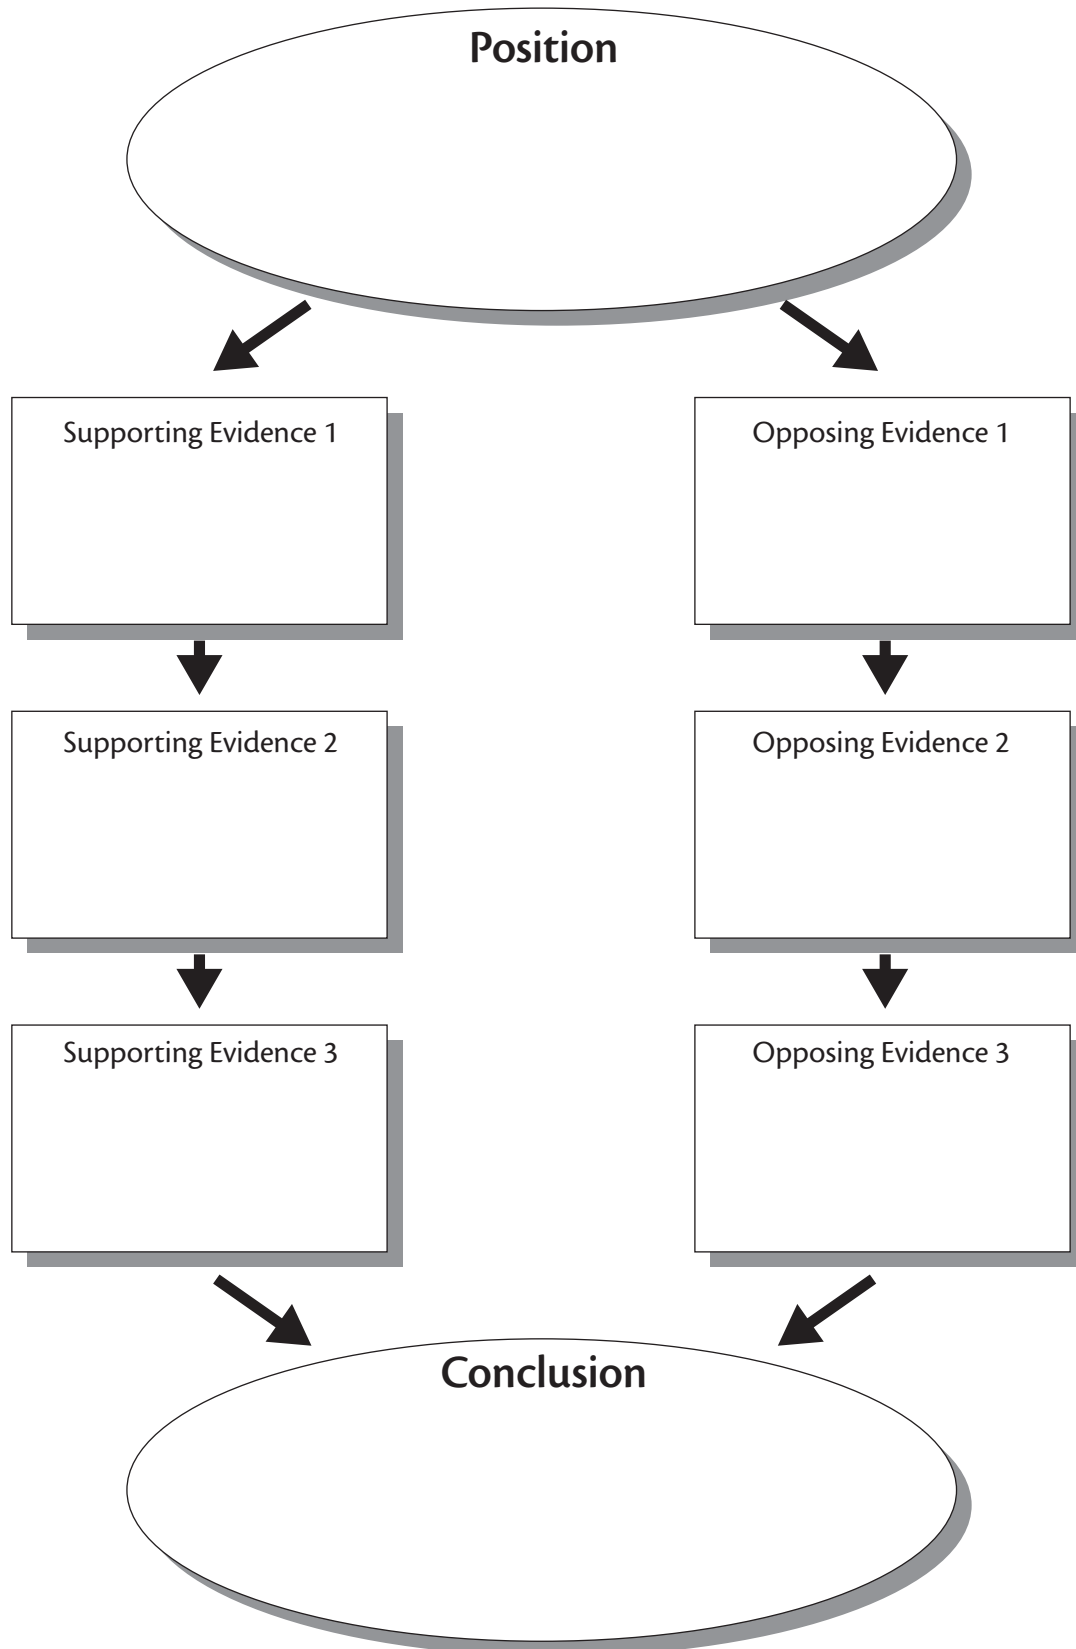 Position
Supporting Evidence 1
Opposing Evidence 1
Supporting Evidence 2
Opposing Evidence 2
Supporting Evidence 3
Opposing Evidence 3
Conclusion